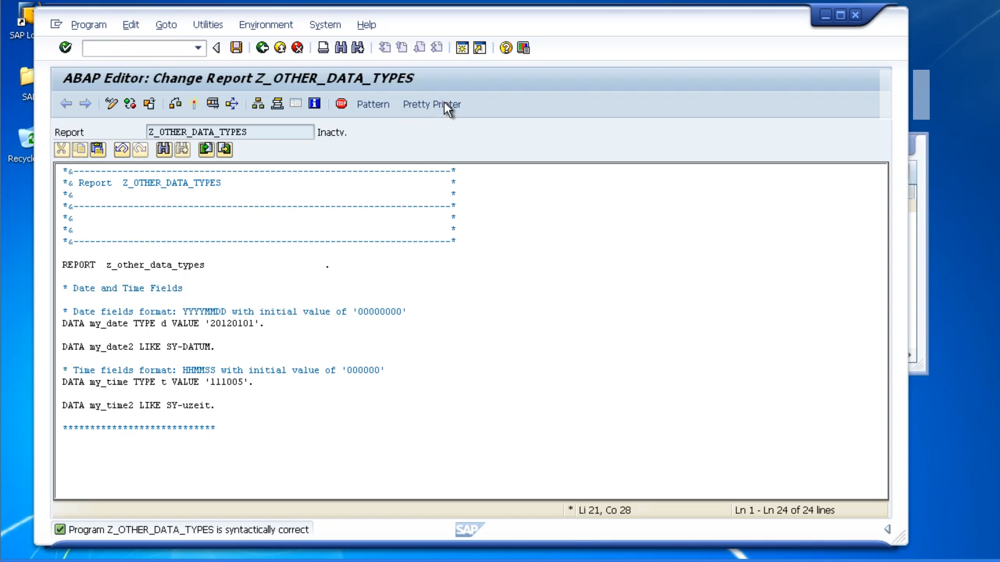 SAP Lo
SAP
Recycl
Program Edit Goto Utilities Environment System Help
ABAP Editor: Change Report Z_OTHER_DATA_TYPES
STOP Pattern Pretty Printer
Report Z_OTHER_DATA_TYPES Inactv.
*&---------------------------------------------------------------------*
*& Report  Z_OTHER_DATA_TYPES *
*& *
*&---------------------------------------------------------------------*
*& *
*& *
*&---------------------------------------------------------------------*
REPORT  z_other_data_types .
* Date and Time Fields
* Date fields format: YYYYMMDD with initial value of '00000000'
DATA my_date TYPE d VALUE '20120101'.
DATA my_date2 LIKE SY-DATUM.
* Time fields format: HHMMSS with initial value of '000000'
DATA my_time TYPE t VALUE '111005'.
DATA my_time2 LIKE SY-uzeit.
****************************
* Li 21, Co 28 Ln 1 - Ln 24 of 24 lines
Program Z_OTHER_DATA_TYPES is syntactically correct
SAP